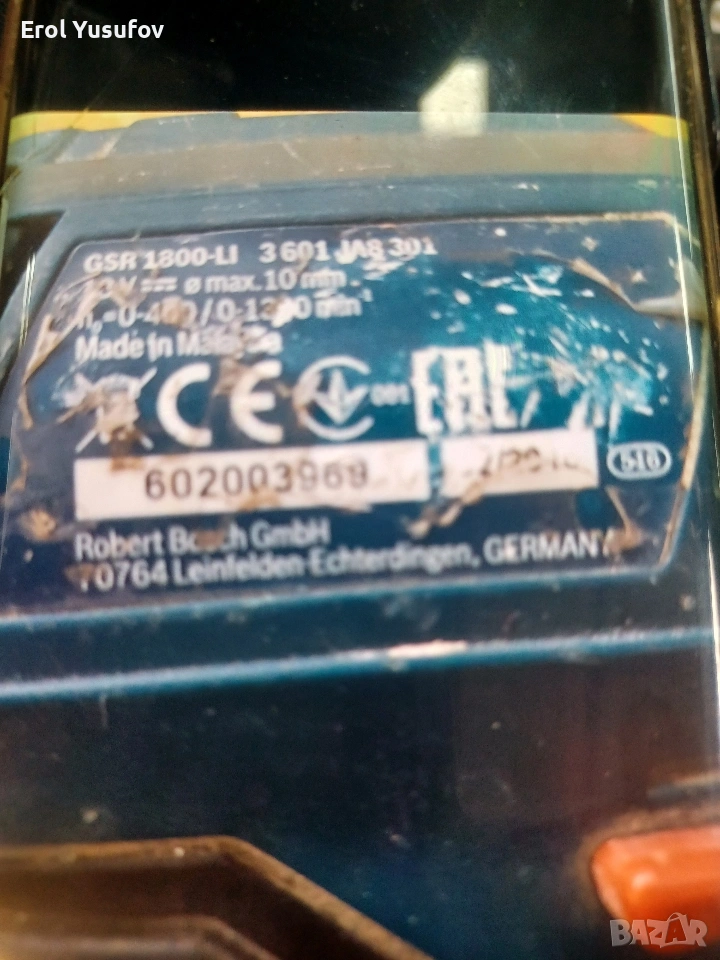 Erol Yusufov
GSR 1800-LI 3 601 JA8 301
ø max. 10 mm
Made in
CE EAC
602003969
516
Robert Bosch GmbH
70764 Leinfelden-Echterdingen, GERMANY
BAZAR